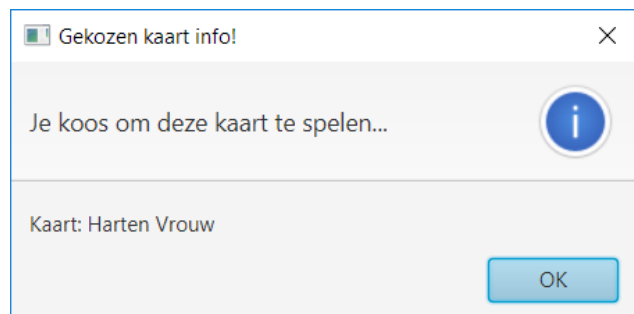 Gekozen kaart info!
Je koos om deze kaart te spelen...
Kaart: Harten Vrouw
OK